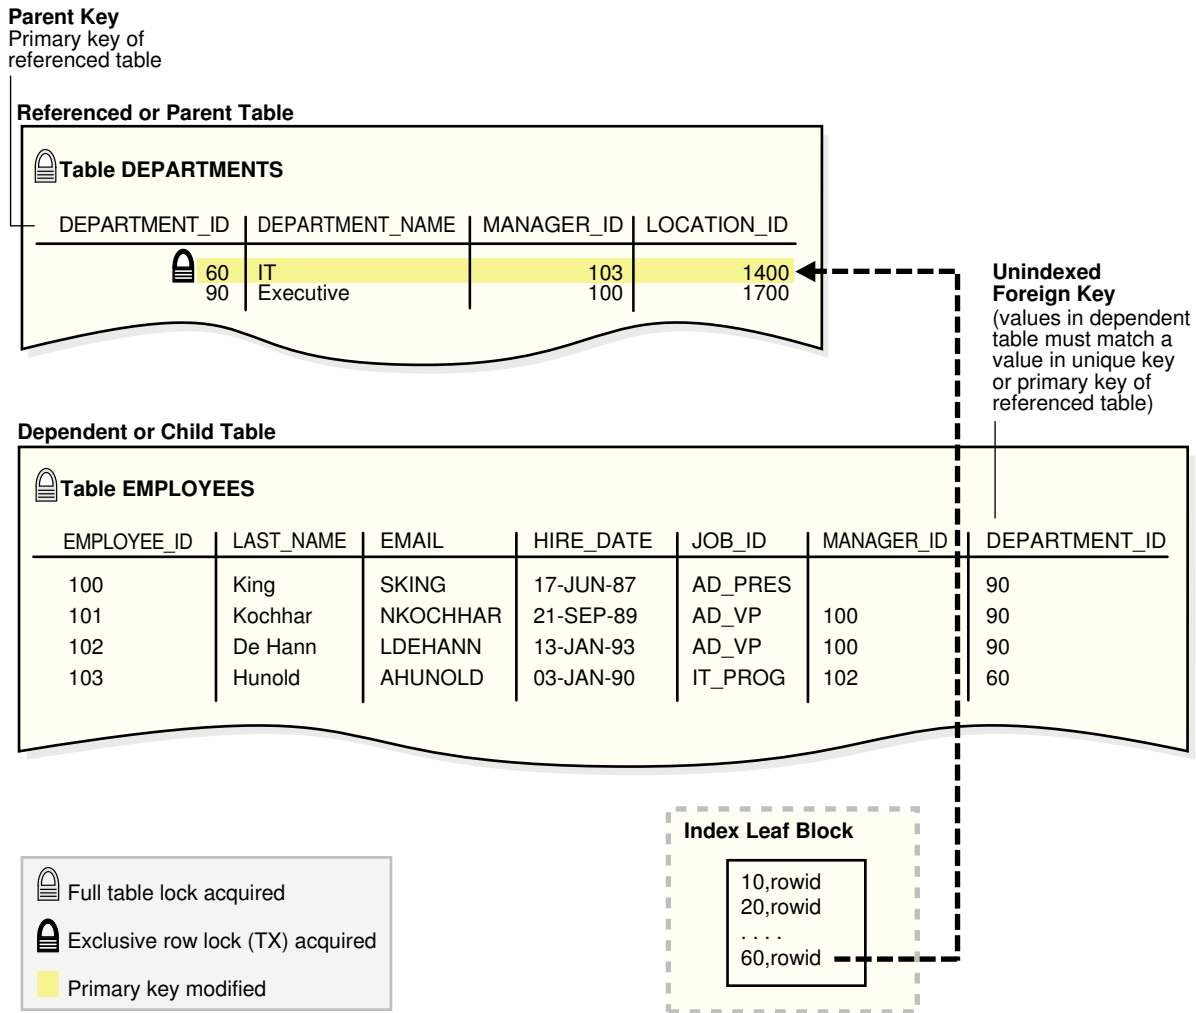 Parent Key
Primary key of
referenced table
Referenced or Parent Table
Table DEPARTMENTS
DEPARTMENT_ID DEPARTMENT_NAME MANAGER_ID LOCATION_ID
60 IT 103 1400
90 Executive 100 1700
Unindexed
Foreign Key
(values in dependent
table must match a
value in unique key
or primary key of
referenced table)
Dependent or Child Table
Table EMPLOYEES
EMPLOYEE_ID LAST_NAME EMAIL HIRE_DATE JOB_ID MANAGER_ID DEPARTMENT_ID
100 King SKING 17-JUN-87 AD_PRES 90
101 Kochhar NKOCHHAR 21-SEP-89 AD_VP 100 90
102 De Hann LDEHANN 13-JAN-93 AD_VP 100 90
103 Hunold AHUNOLD 03-JAN-90 IT_PROG 102 60
Index Leaf Block
10,rowid
20,rowid
. . . .
60,rowid
Full table lock acquired
Exclusive row lock (TX) acquired
Primary key modified